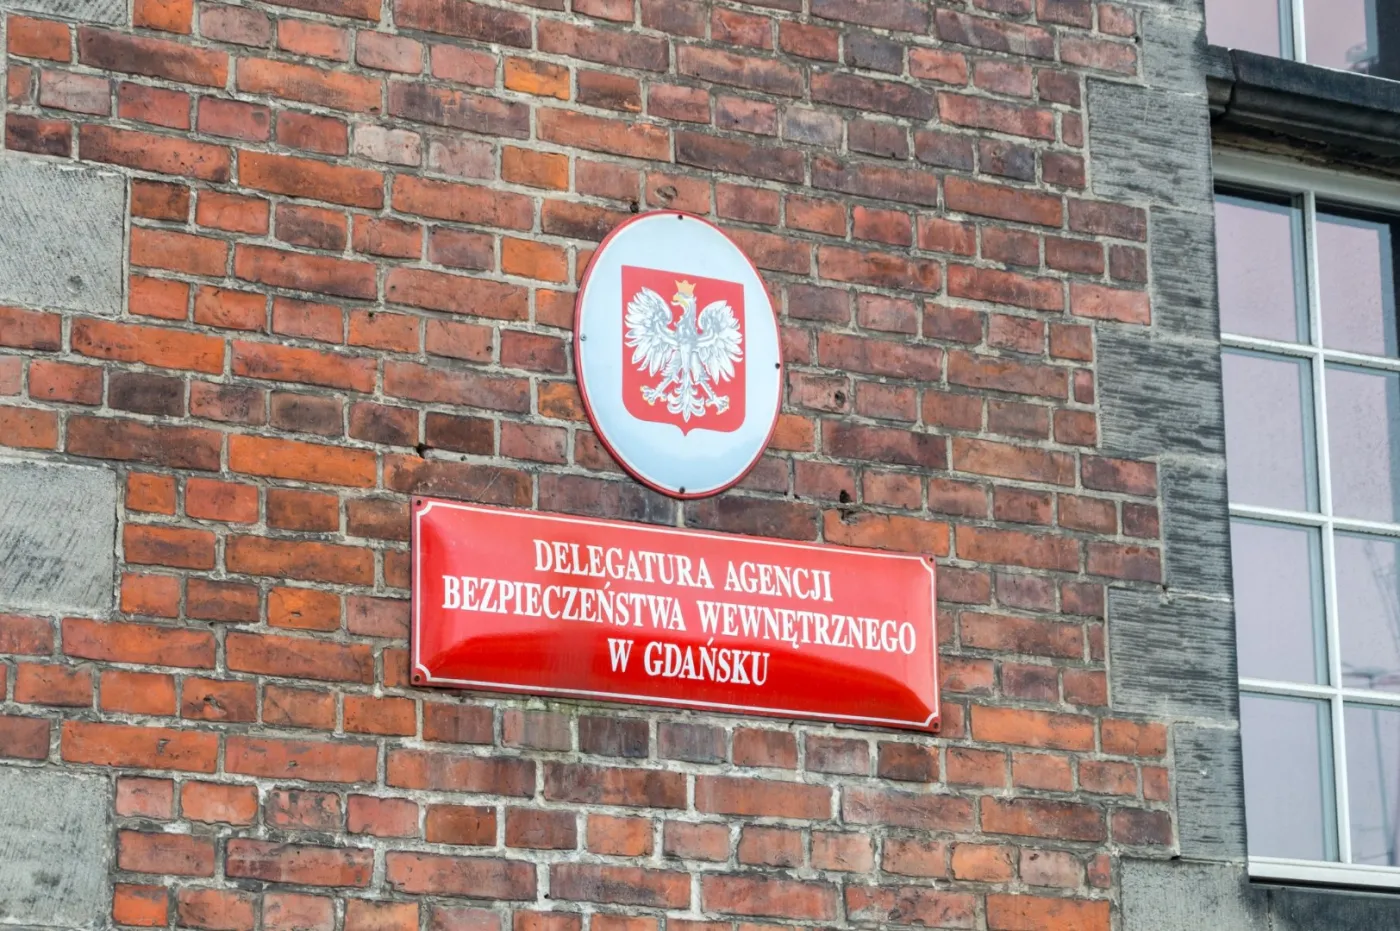 DELEGATURA AGENCJI
BEZPIECZEŃSTWA WEWNĘTRZNEGO
W GDAŃSKU